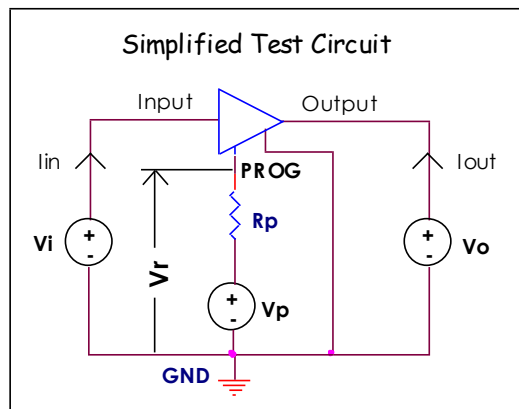 Simplified Test Circuit
Input
Output
Iin
PROG
Iout
Rp
Vi
+
-
Vr
+
-
Vp
+
-
Vo
GND